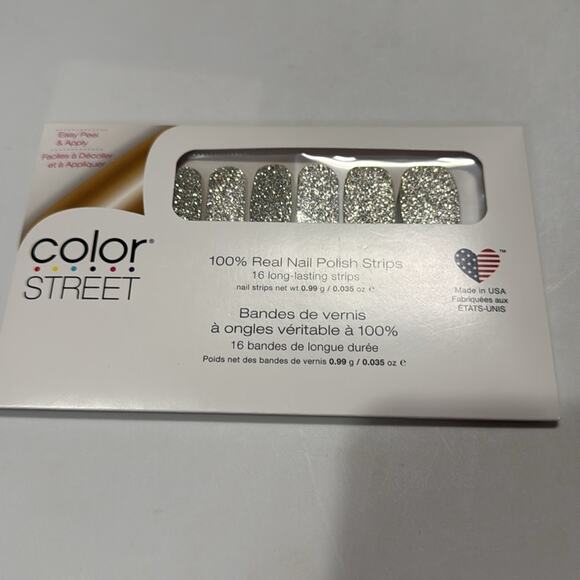 Easy Peel
& Apply
Faciles à Décoller
et à Appliquer
color®
STREET
100% Real Nail Polish Strips
16 long-lasting strips
nail strips net wt 0.99 g / 0.035 oz ℮
Bandes de vernis
à ongles véritable à 100%
16 bandes de longue durée
Poids net des bandes de vernis 0.99 g / 0.035 oz ℮
TM
Made in USA
Fabriquées aux
ÉTATS-UNIS